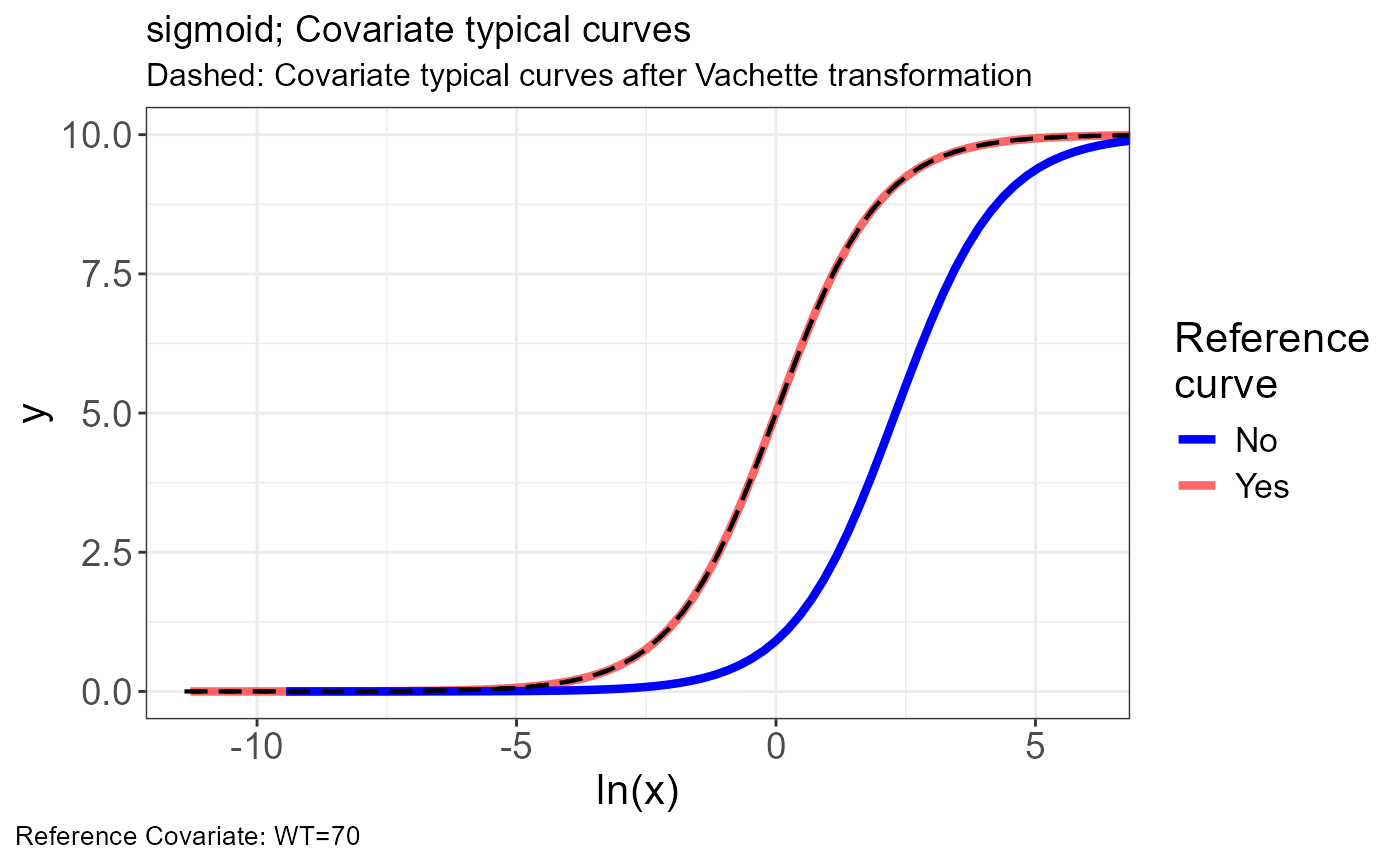 sigmoid; Covariate typical curves
Dashed: Covariate typical curves after Vachette transformation
10.0
7.5
5.0
2.5
0.0
y
-10
-5
0
5
ln(x)
Reference
curve
No
Yes
Reference Covariate: WT=70